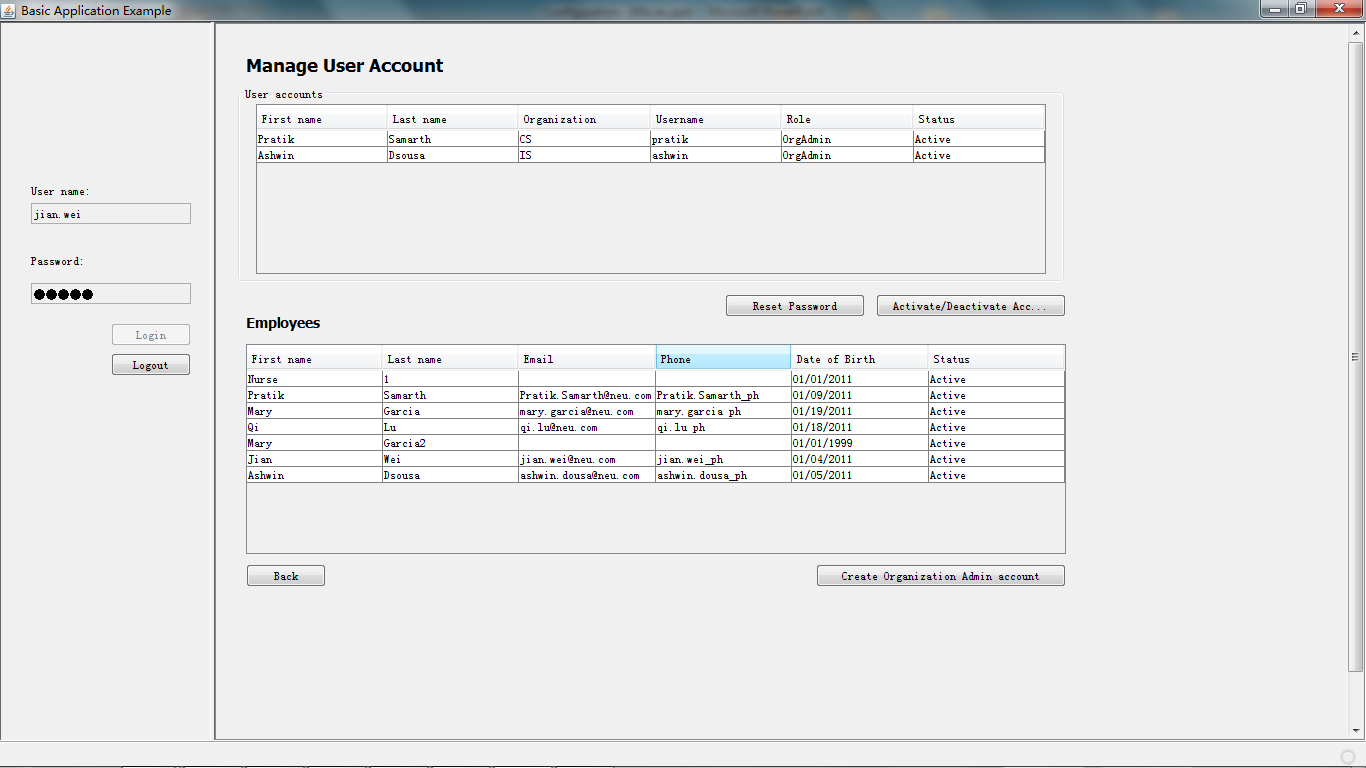 Basic Application Example
User name:
jian.wei
Password:
Login
Logout
Manage User Account
User accounts
First name Last name Organization Username Role Status
Pratik Samarth CS pratik OrgAdmin Active
Ashwin Dsousa IS ashwin OrgAdmin Active
Reset Password Activate/Deactivate Acc...
Employees
First name Last name Email Phone Date of Birth Status
Nurse 1 01/01/2011 Active
Pratik Samarth Pratik.Samarth@neu.com Pratik.Samarth_ph 01/09/2011 Active
Mary Garcia mary.garcia@neu.com mary.garcia ph 01/19/2011 Active
Qi Lu qi.lu@neu.com qi.lu ph 01/18/2011 Active
Mary Garcia2 01/01/1999 Active
Jian Wei jian.wei@neu.com jian.wei_ph 01/04/2011 Active
Ashwin Dsousa ashwin.dousa@neu.com ashwin.dousa_ph 01/05/2011 Active
Back Create Organization Admin account